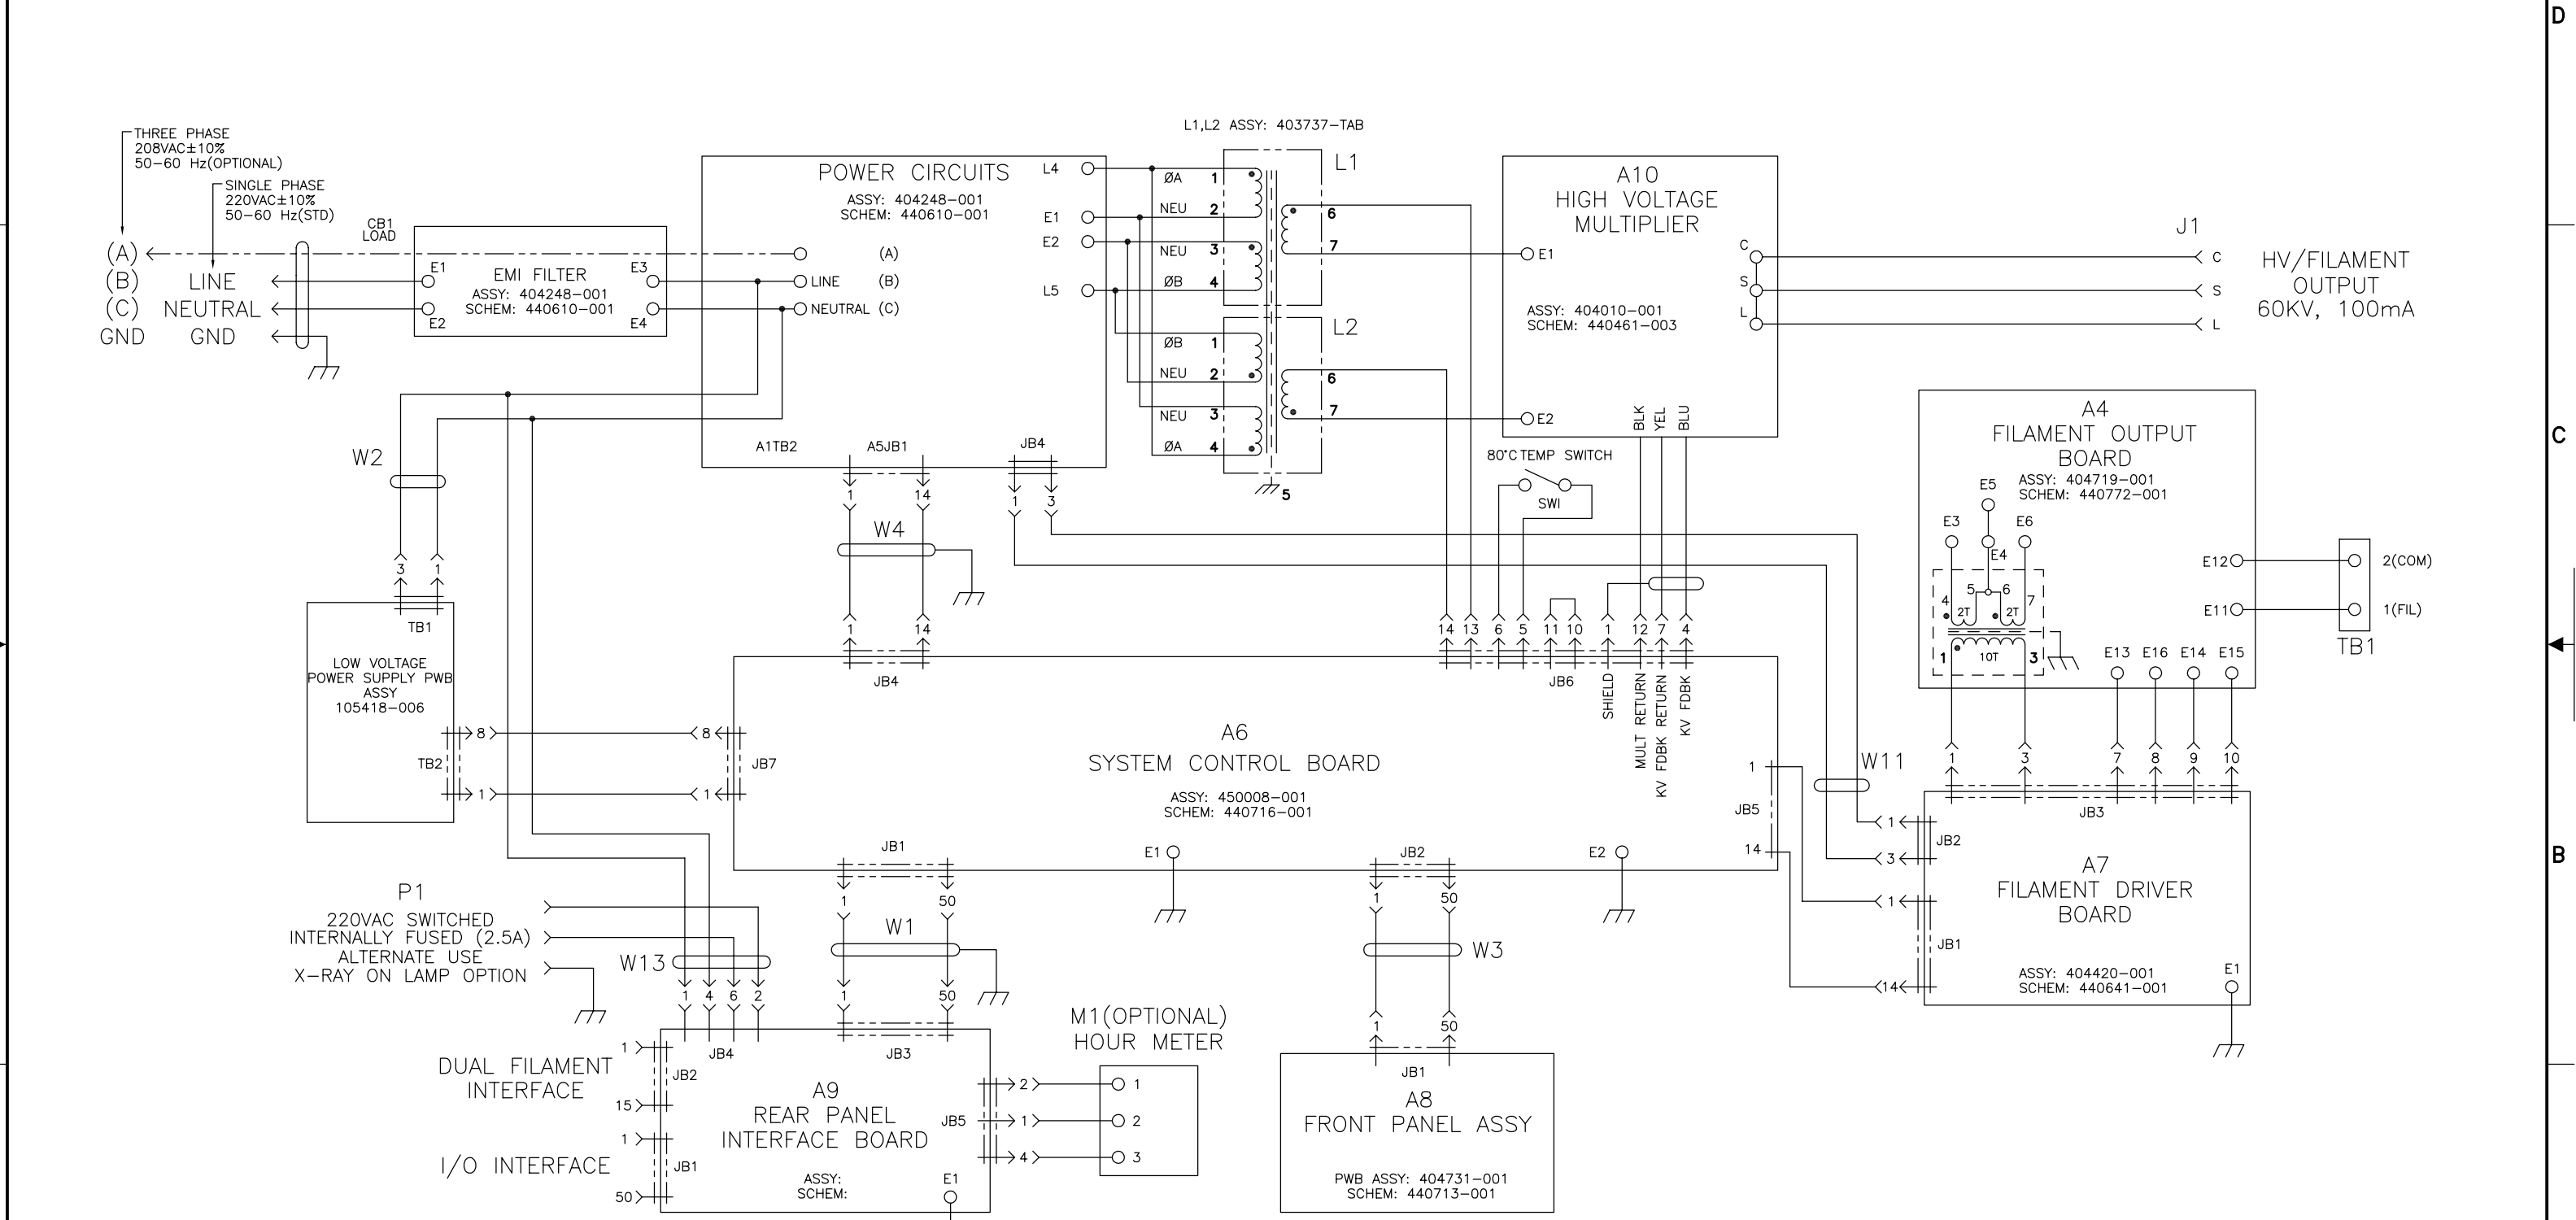 D
THREE PHASE
208VAC±10%
50-60 Hz(OPTIONAL)
SINGLE PHASE
220VAC±10%
50-60 Hz(STD)
(A)
(B) LINE
(C) NEUTRAL
GND GND
CB1
LOAD
E1
E2
EMI FILTER
ASSY: 404248-001
SCHEM: 440610-001
E3
E4
POWER CIRCUITS
ASSY: 404248-001
SCHEM: 440610-001
(A)
LINE (B)
NEUTRAL (C)
L4
E1
E2
L5
A1TB2
A5JB1
JB4
1 14
1 3
L1,L2 ASSY: 403737-TAB
L1
ØA 1
NEU 2
NEU 3
ØB 4
6
7
L2
ØB 1
NEU 2
NEU 3
ØA 4
6
7
5
A10
HIGH VOLTAGE
MULTIPLIER
E1
ASSY: 404010-001
SCHEM: 440461-003
E2
C
S
L
BLK
YEL
BLU
J1
C
S
L
HV/FILAMENT
OUTPUT
60KV, 100mA
80°C TEMP SWITCH
SWI
C
A4
FILAMENT OUTPUT
BOARD
ASSY: 404719-001
SCHEM: 440772-001
E5
E3
E6
E4
4 5 6 7
2T 2T
1 10T 3
E12
E11
E13 E16 E14 E15
2(COM)
1(FIL)
TB1
W2
3 1
TB1
LOW VOLTAGE
POWER SUPPLY PWB
ASSY
105418-006
TB2
8
1
W4
1 14
JB4
14 13 6 5 11 10 1 12 7 4
JB6
SHIELD
MULT RETURN
KV FDBK RETURN
KV FDBK
8
1
JB7
A6
SYSTEM CONTROL BOARD
ASSY: 450008-001
SCHEM: 440716-001
1
JB5
14
JB1
E1
JB2
E2
W11
1 3 7 8 9 10
JB3
1
JB2
3
1
JB1
14
A7
FILAMENT DRIVER
BOARD
ASSY: 404420-001
SCHEM: 440641-001
E1
B
P1
220VAC SWITCHED
INTERNALLY FUSED (2.5A)
ALTERNATE USE
X-RAY ON LAMP OPTION
W13
1 4 6 2
JB4
1 50
W1
1 50
JB3
1 50
W3
1 50
JB1
DUAL FILAMENT
INTERFACE
1
JB2
15
I/O INTERFACE
1
JB1
50
A9
REAR PANEL
INTERFACE BOARD
ASSY:
SCHEM:
E1
JB5
2
1
4
M1(OPTIONAL)
HOUR METER
1
2
3
A8
FRONT PANEL ASSY
PWB ASSY: 404731-001
SCHEM: 440713-001